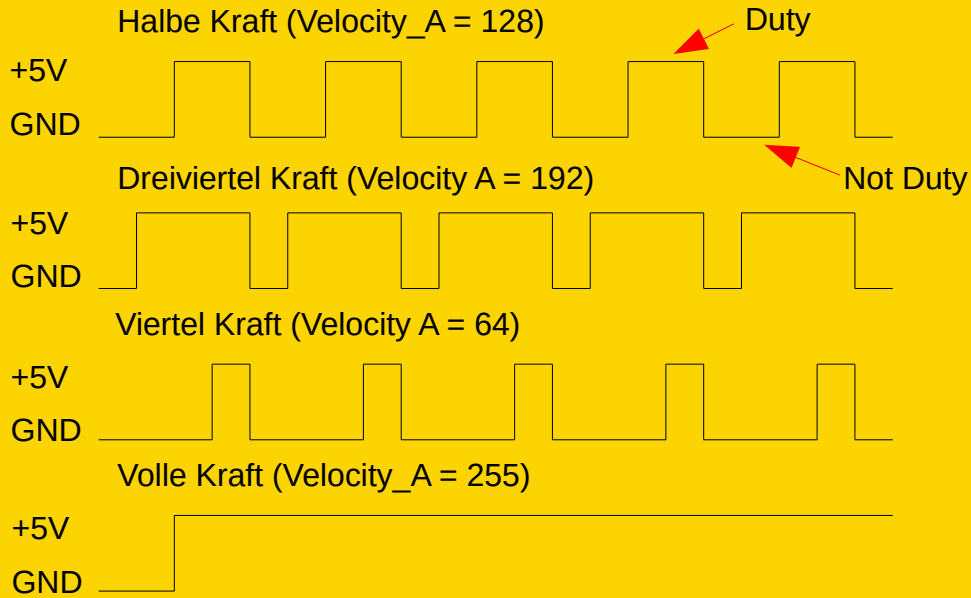 Halbe Kraft (Velocity_A = 128)
Duty
+5V
GND
Not Duty
Dreiviertel Kraft (Velocity A = 192)
+5V
GND
Viertel Kraft (Velocity A = 64)
+5V
GND
Volle Kraft (Velocity_A = 255)
+5V
GND